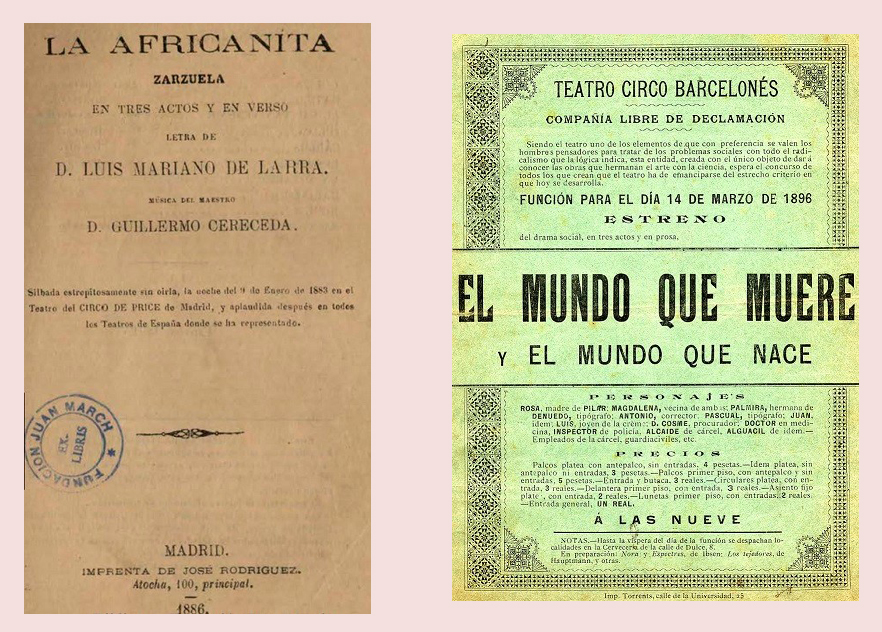 LA AFRICANITA
ZARZUELA
EN TRES ACTOS Y EN VERSO
LETRA DE
D. LUIS MARIANO DE LARRA.
MÚSICA DEL MAESTRO
D. GUILLERMO CERECEDA.
Silbada estrepitosamente sin oirla, la noche del 9 de Enero de 1883 en el
Teatro del CIRCO DE PRICE de Madrid, y aplaudida después en todos
los Teatros de España donde se ha representado.
FUNDACION JUAN MARCH
EX-
LIBRIS
MADRID.
IMPRENTA DE JOSÉ RODRIGUEZ.
Atocha, 100, principal.
1886.
TEATRO CIRCO BARCELONÉS
COMPAÑÍA LIBRE DE DECLAMACIÓN
Siendo el teatro uno de los elementos de que con preferencia se valen los
hombres pensadores para tratar de los problemas sociales con todo el radi-
calismo que la lógica indica, esta entidad, creada con el único objeto de dar á
conocer las obras que hermanan el arte con la ciencia, espera el concurso de
todos los que crean que el teatro ha de emanciparse del estrecho criterio en
que hoy se desarrolla.
FUNCIÓN PARA EL DÍA 14 DE MARZO DE 1896
ESTRENO
del drama social, en tres actos y en prosa,
EL MUNDO QUE MUERE
Y EL MUNDO QUE NACE
PERSONAJES
ROSA, madre de PILAR; MAGDALENA, vecina de ambas; PALMIRA, hermana de
DENUEDO, tipógrafo; ANTONIO, corrector; PASCUAL, tipógrafo; JUAN,
idem; LUIS, joven de la crème; D. COSME, procurador; DOCTOR en medi-
cina, INSPECTOR de policía, ALCAIDE de cárcel, ALGUACIL de idem.—
Empleados de la cárcel, guardiaciviles, etc.
PRECIOS
Palcos platea con antepalco, sin entradas, 4 pesetas.—Idem platea, sin
antepalco ni entradas, 3 pesetas.—Palcos primer piso, con antepalco y sin
entradas, 5 pesetas.—Entrada y butaca, 3 reales.—Circulares platea, con en-
trada, 3 reales.—Delantera primer piso, con entrada, 3 reales.—Asiento fijo
platea, con entrada, 2 reales.—Lunetas primer piso, con entradas, 2 reales.
—Entrada general, UN REAL.
Á LAS NUEVE
NOTAS.—Hasta la víspera del día de la función se despachan lo-
calidades en la Cervecería de la calle de Dulce, 8.
En preparación: Nora y Espectros, de Ibsen; Los tejedores, de
Hauptmann, y otras.
Imp. Torrents, calle de la Universidad, 25